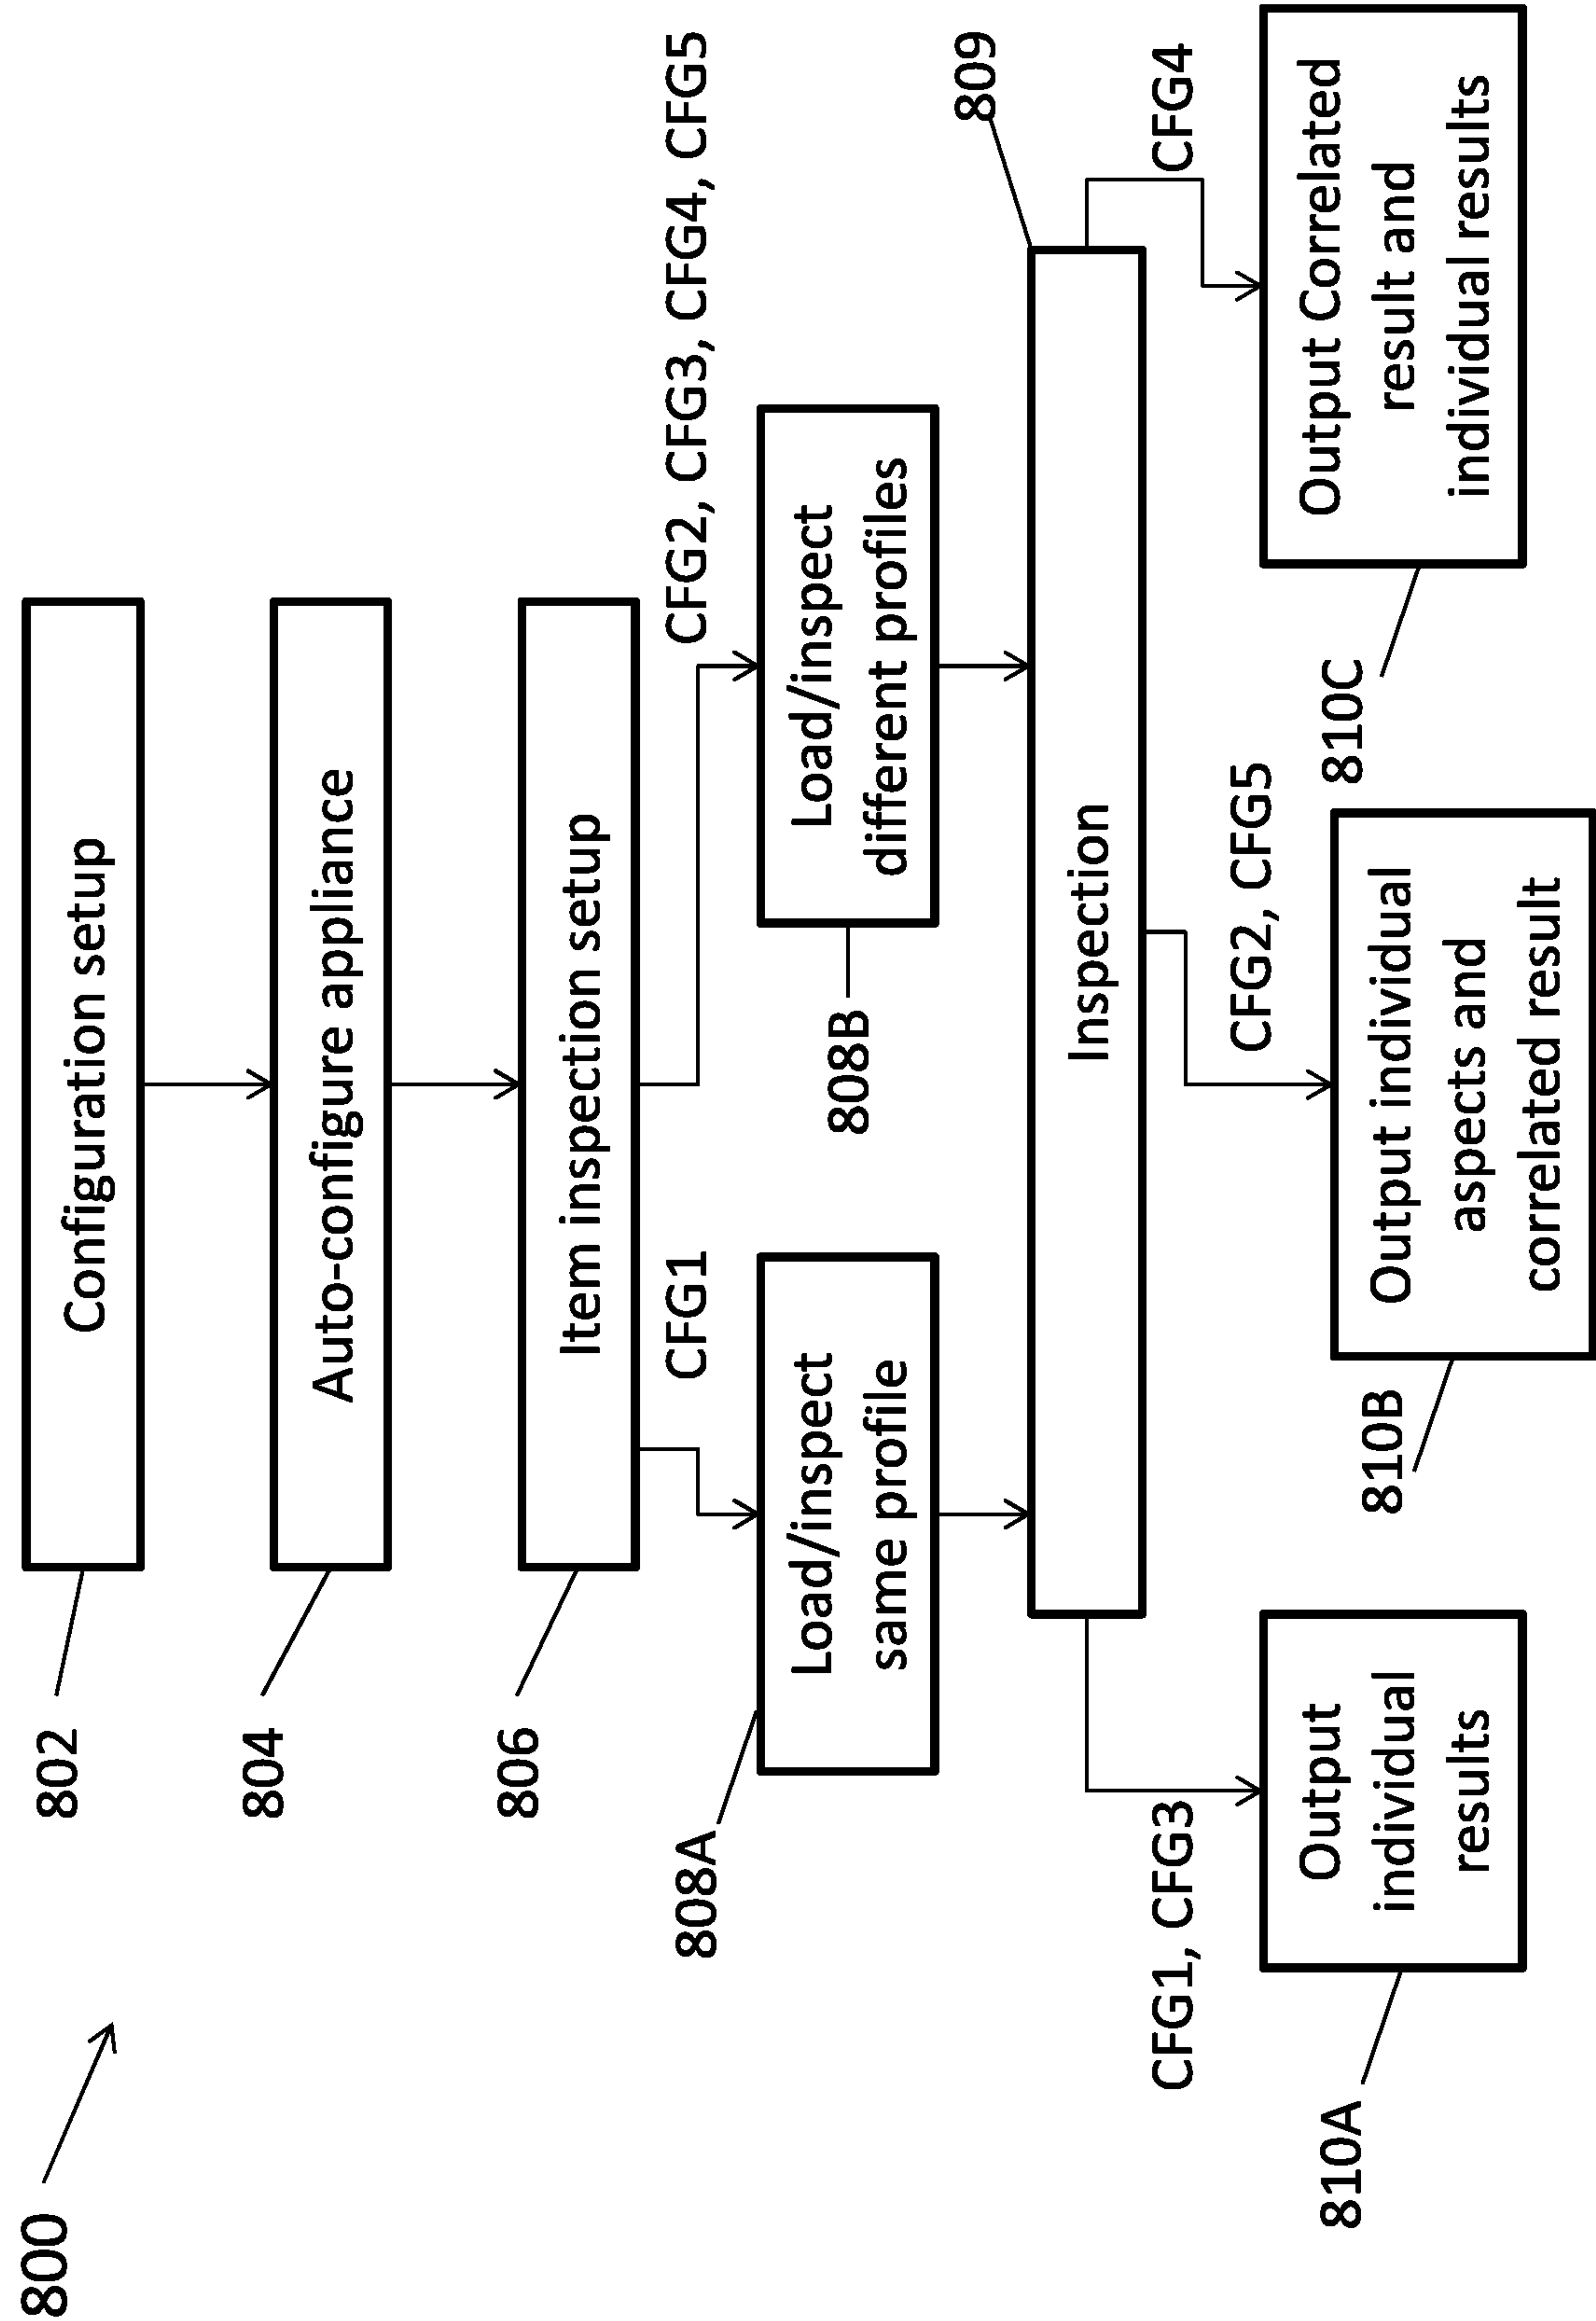 800
802
Configuration setup
804
Auto-configure appliance
806
Item inspection setup
CFG1
CFG2, CFG3, CFG4, CFG5
808A
Load/inspect
same profile
808B
Load/inspect
different profiles
809
Inspection
CFG1, CFG3
CFG2, CFG5
CFG4
810A
Output
individual
results
810B
Output individual
aspects and
correlated result
810C
Output Correlated
result and
individual results